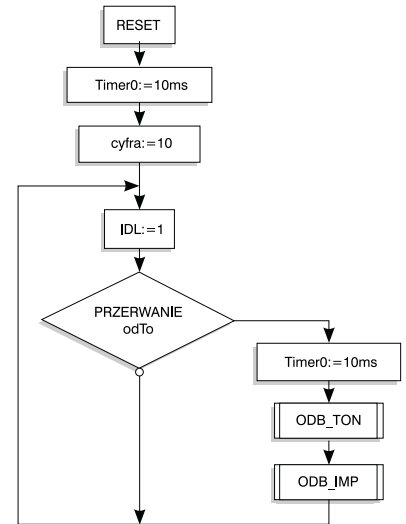 RESET
Timer0:=10ms
cyfra:=10
IDL:=1
PRZERWANIE
odTo
Timer0:=10ms
ODB_TON
ODB_IMP